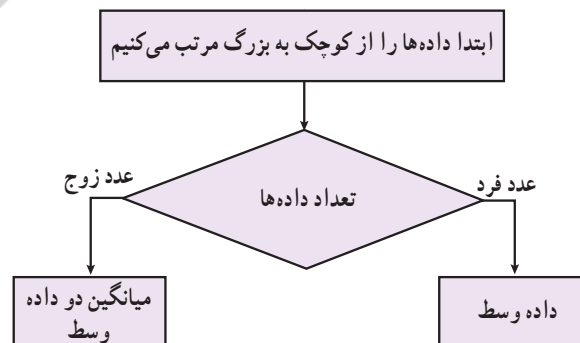 ابتدا داده‌ها را از کوچک به بزرگ مرتب می‌کنیم
عدد فرد
عدد زوج
تعداد داده‌ها
داده وسط
میانگین دو داده
وسط